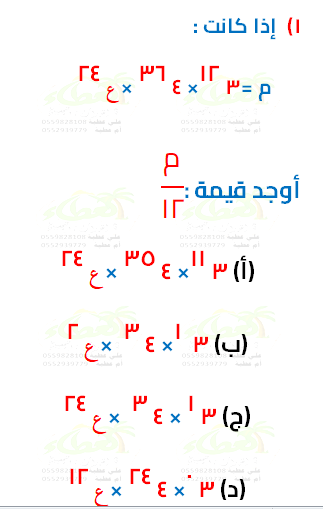 ١) إذا كانت :
م = ٣^١٢ × ٤^٣٦ × ع^٢٤
أوجد قيمة : م/١٢
(أ) ٣^١١ × ٤^٣٥ × ع^٢٤
(ب) ٣^١ × ٤^٣ × ع^٢
(ج) ٣^١ × ٤^٣ × ع^٢٤
(د) ٣^٠ × ٤^٢٤ × ع^١٢